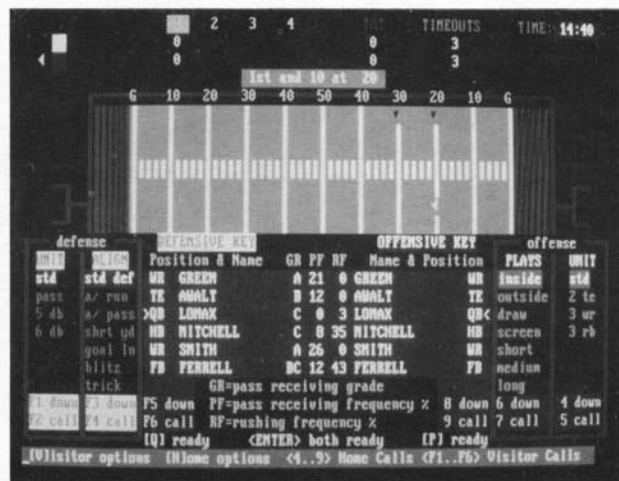 2 3 4 TOT TIMEOUTS TIME: 14:40
0 0 3
0 0 3
1st and 10 at 20
G 10 20 30 40 50 40 30 20 10 G
defense DEFENSIVE KEY OFFENSIVE KEY offense
UNIT ALIGN Position & Name GR PF RF Name & Position PLAYS UNIT
std std def WR GREEN A 21 0 GREEN WR inside std
pass a/ run TE AWALT B 12 0 AWALT TE outside 2 te
5 db a/ pass >QB LOMAX C 0 3 LOMAX QB< draw 3 wr
6 db shrt yd HB MITCHELL C 8 35 MITCHELL HB screen 3 rb
goal ln WR SMITH A 26 0 SMITH WR short
blitz FB FERRELL BC 12 43 FERRELL FB medium
trick GR=pass receiving grade long
F1 down F3 down F5 down PF=pass receiving frequency % 8 down 6 down 4 down
F2 call F4 call F6 call RF=rushing frequency % 9 call 7 call 5 call
[Q] ready <ENTER> both ready [P] ready
[V]isitor options [H]ome options <4..9> Home Calls <F1..F6> Visitor Calls